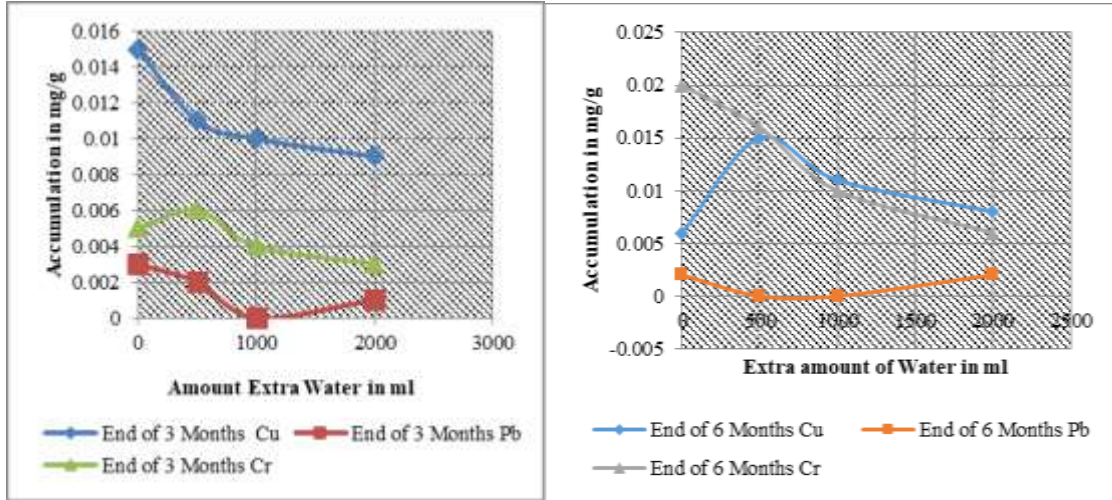 0.016
0.014
0.012
0.01
0.008
0.006
0.004
0.002
0
Accumulation in mg/g
0 1000 2000 3000
Amount Extra Water in ml
End of 3 Months Cu End of 3 Months Pb
End of 3 Months Cr
0.025
0.02
0.015
0.01
0.005
0
-0.005
Accumulation in mg/g
0 500 1000 1500 2000 2500
Extra amount of Water in ml
End of 6 Months Cu End of 6 Months Pb
End of 6 Months Cr